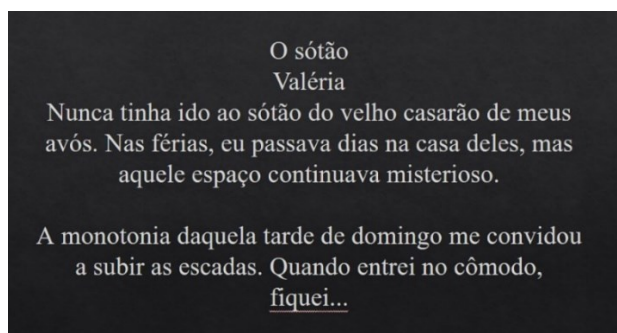 O sótão
Valéria
Nunca tinha ido ao sótão do velho casarão de meus
avós. Nas férias, eu passava dias na casa deles, mas
aquele espaço continuava misterioso.
A monotonia daquela tarde de domingo me convidou
a subir as escadas. Quando entrei no cômodo,
fiquei...